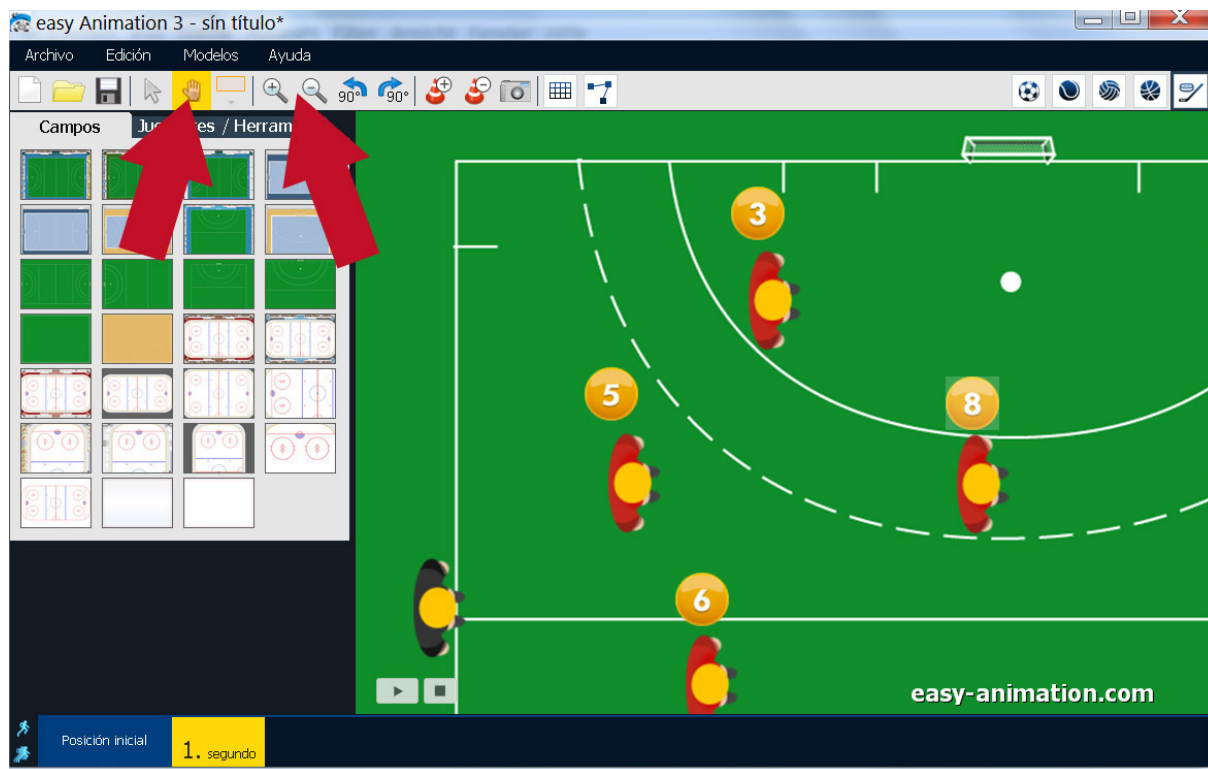 easy Animation 3 - sín título*
Archivo Edición Modelos Ayuda
90° 90°
Campos
3
5
8
6
easy-animation.com
Posición inicial
1. segundo